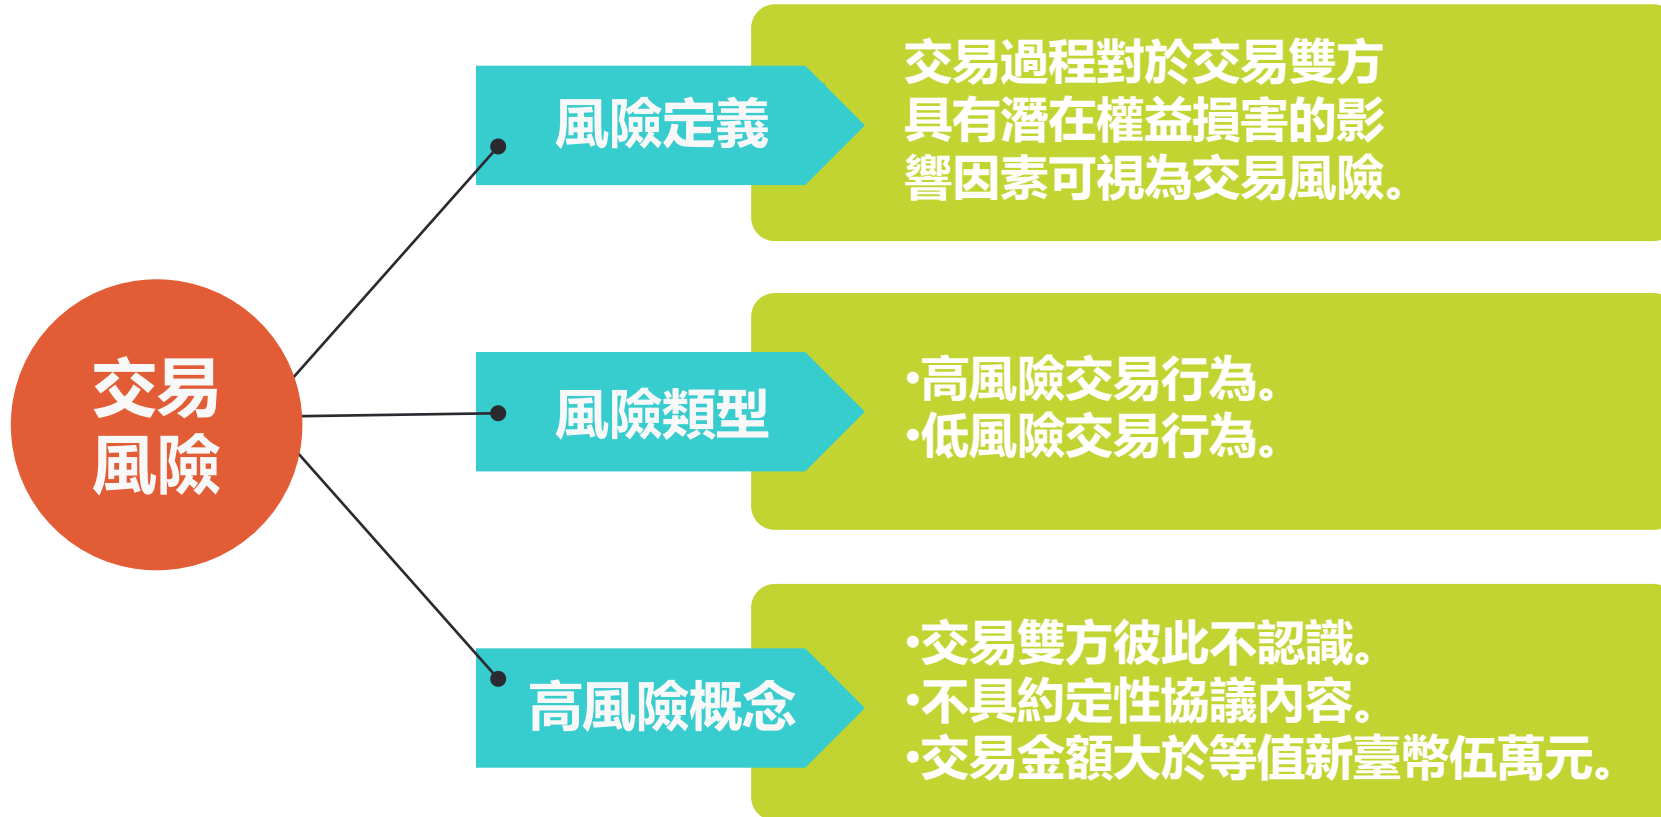 交易
風險
風險定義
交易過程對於交易雙方
具有潛在權益損害的影
響因素可視為交易風險。
風險類型
•高風險交易行為。
•低風險交易行為。
高風險概念
•交易雙方彼此不認識。
•不具約定性協議內容。
•交易金額大於等值新臺幣伍萬元。